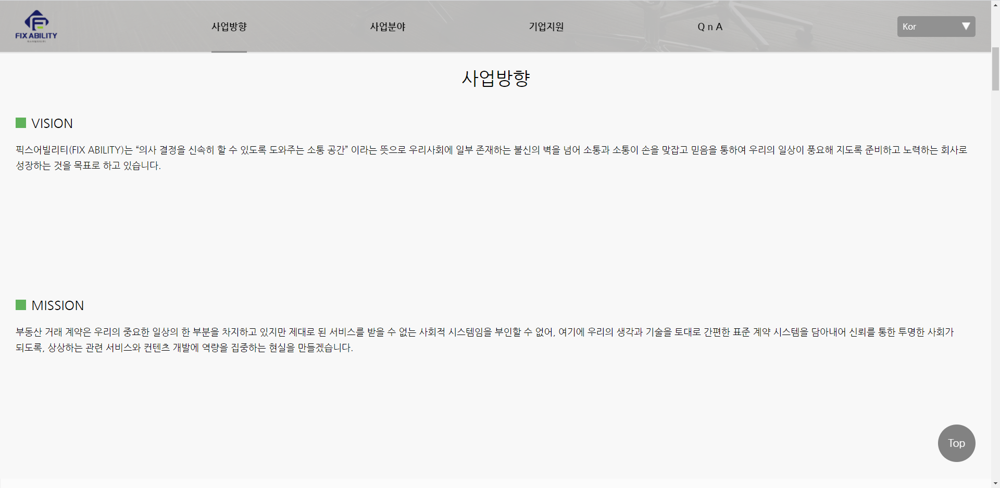 FIX ABILITY
사업방향
사업분야
기업지원
Q n A
Kor
사업방향
VISION
픽스어빌리티(FIX ABILITY)는 “의사 결정을 신속히 할 수 있도록 도와주는 소통 공간” 이라는 뜻으로 우리사회에 일부 존재하는 불신의 벽을 넘어 소통과 소통이 손을 맞잡고 믿음을 통하여 우리의 일상이 풍요해 지도록 준비하고 노력하는 회사로
성장하는 것을 목표로 하고 있습니다.
MISSION
부동산 거래 계약은 우리의 중요한 일상의 한 부분을 차지하고 있지만 제대로 된 서비스를 받을 수 없는 사회적 시스템임을 부인할 수 없어, 여기에 우리의 생각과 기술을 토대로 간편한 표준 계약 시스템을 담아내어 신뢰를 통한 투명한 사회가
되도록, 상상하는 관련 서비스와 컨텐츠 개발에 역량을 집중하는 현실을 만들겠습니다.
Top